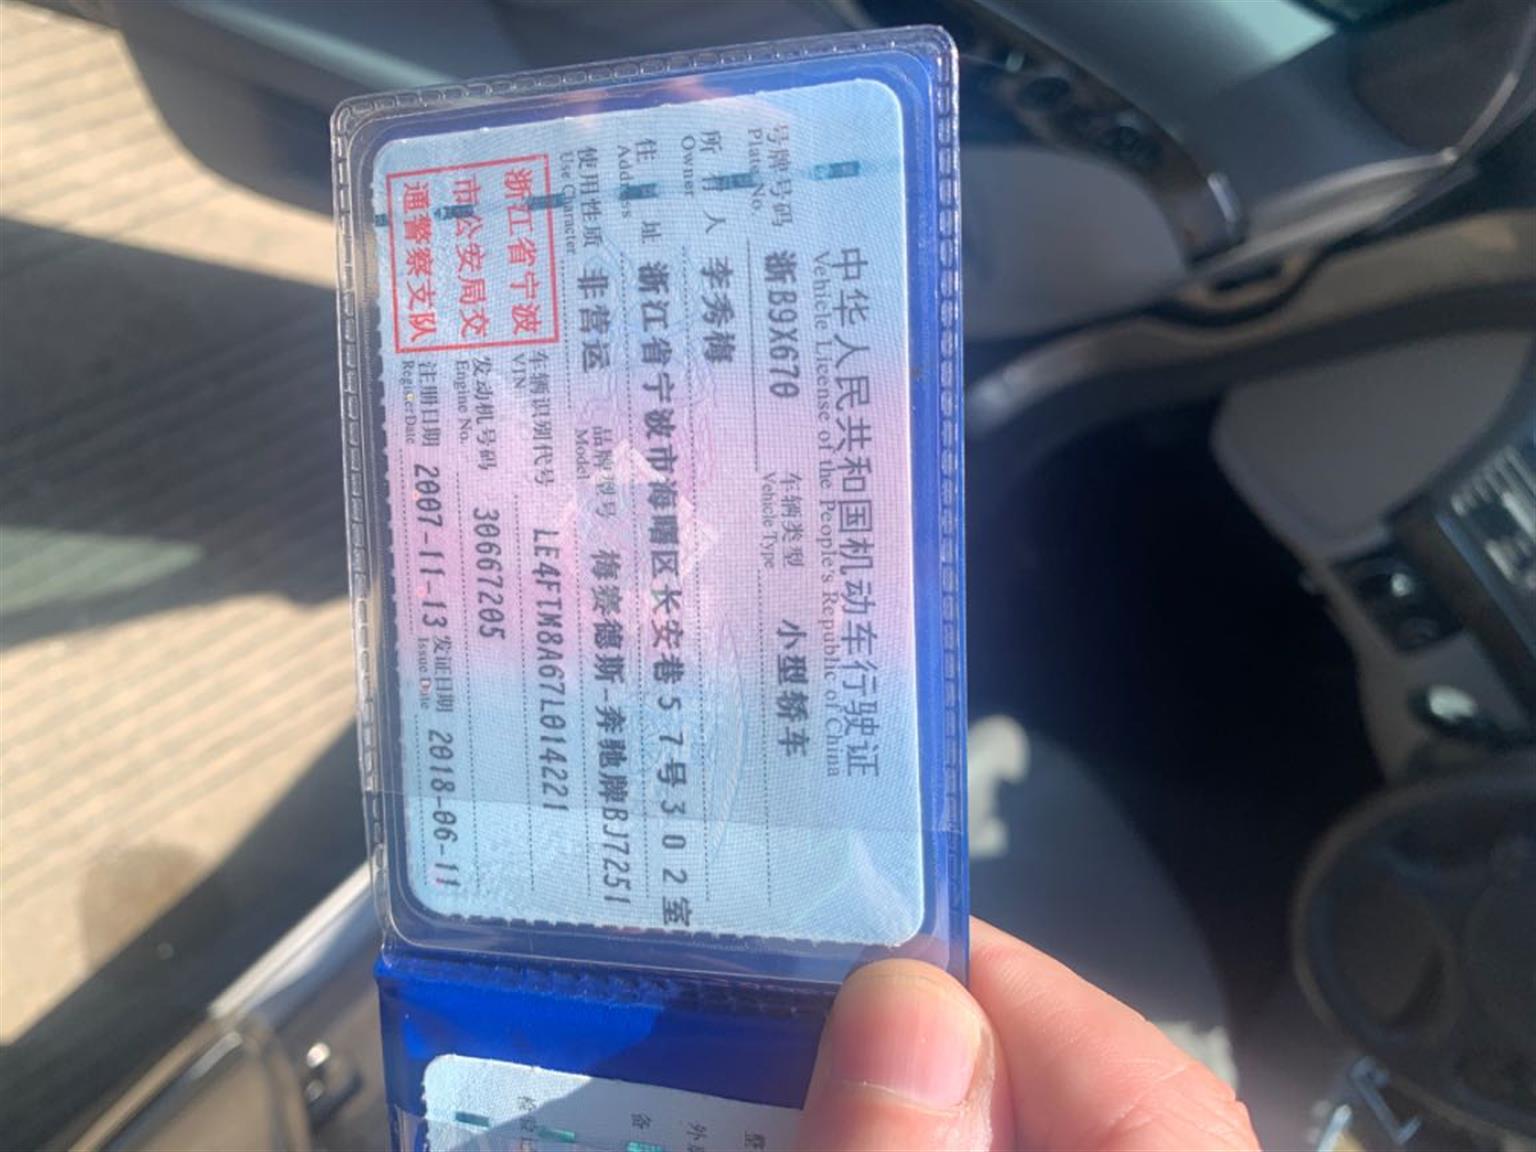 中华人民共和国机动车行驶证
Vehicle License of the People's Republic of China
号牌号码 浙B9X670 车辆类型 小型轿车
Plate No. Vehicle Type
所有人 李秀梅
Owner
住址 浙江省宁波市海曙区长安巷57号302室
Address
使用性质 非营运 品牌型号 梅赛德斯-奔驰牌BJ7251
Use Character Model
浙江省宁波
市公安局交
通警察支队
车辆识别代号 LE4FTM8A67L014221
VIN
发动机号码 30667205
Engine No.
注册日期 2007-11-13 发证日期 2018-06-11
Register Date Issue Date
整
外
备
检验